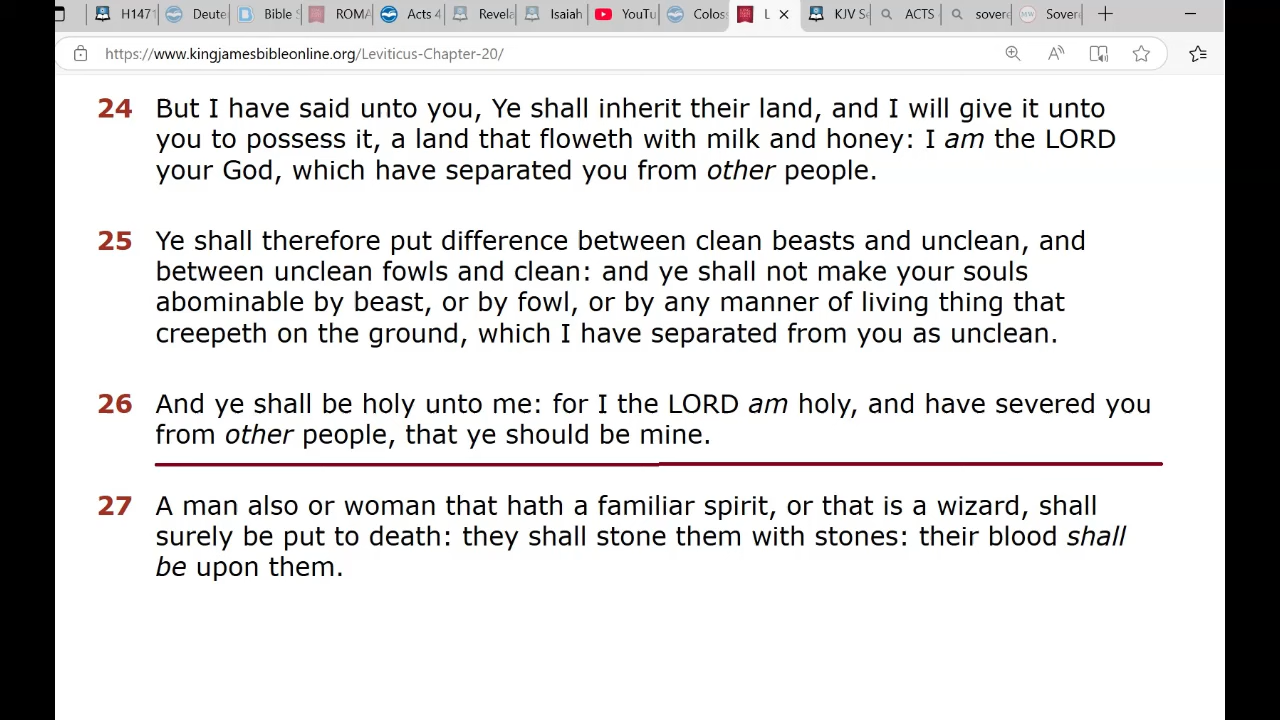 H1471 Deute Bible S ROMA Acts 4 Revela Isaiah YouTu Colos L KJV Se ACTS sovere Sovere
https://www.kingjamesbibleonline.org/Leviticus-Chapter-20/
24 But I have said unto you, Ye shall inherit their land, and I will give it unto
you to possess it, a land that floweth with milk and honey: I am the LORD
your God, which have separated you from other people.
25 Ye shall therefore put difference between clean beasts and unclean, and
between unclean fowls and clean: and ye shall not make your souls
abominable by beast, or by fowl, or by any manner of living thing that
creepeth on the ground, which I have separated from you as unclean.
26 And ye shall be holy unto me: for I the LORD am holy, and have severed you
from other people, that ye should be mine.
27 A man also or woman that hath a familiar spirit, or that is a wizard, shall
surely be put to death: they shall stone them with stones: their blood shall
be upon them.